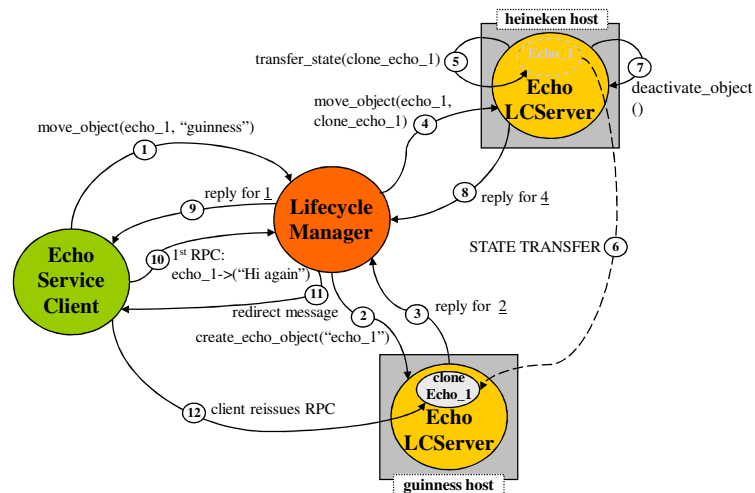 heineken host
Echo_1
transfer_state(clone_echo_1)
5
7
Echo
LCServer
deactivate_object
()
move_object(echo_1,
clone_echo_1)
4
move_object(echo_1, “guinness”)
1
8
reply for 4
9
reply for 1
Lifecycle
Manager
Echo
Service
Client
10
1st RPC:
echo_1->(“Hi again”)
STATE TRANSFER
6
11
redirect message
2
3
reply for 2
create_echo_object(“echo_1”)
clone
Echo_1
Echo
LCServer
12
client reissues RPC
guinness host